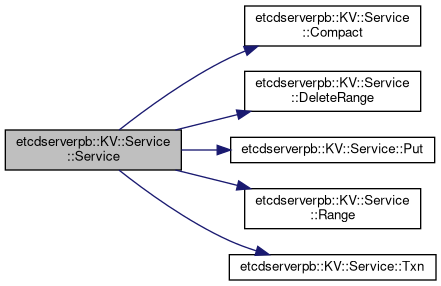 etcdserverpb::KV::Service
::Compact
etcdserverpb::KV::Service
::DeleteRange
etcdserverpb::KV::Service
::Service
etcdserverpb::KV::Service::Put
etcdserverpb::KV::Service
::Range
etcdserverpb::KV::Service::Txn